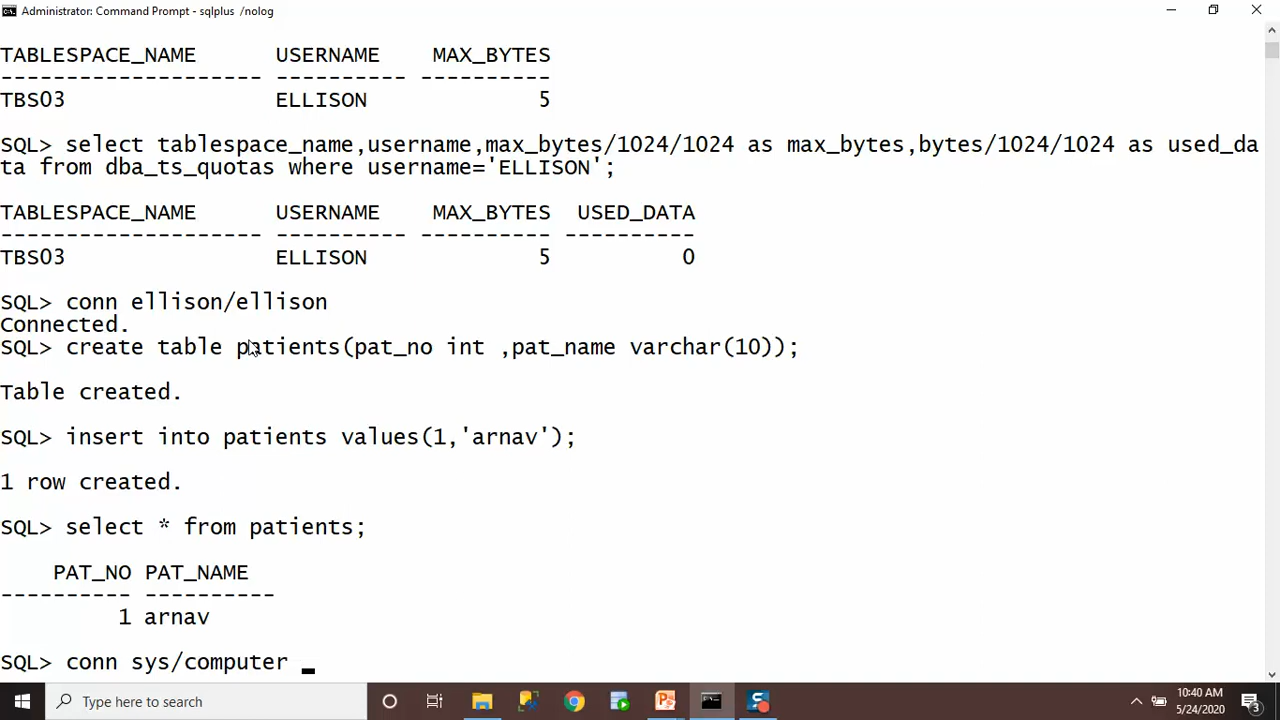 Administrator: Command Prompt - sqlplus /nolog
TABLESPACE_NAME      USERNAME   MAX_BYTES
-------------------- ---------- ----------
TBS03                ELLISON             5
SQL> select tablespace_name,username,max_bytes/1024/1024 as max_bytes,bytes/1024/1024 as used_da
ta from dba_ts_quotas where username='ELLISON';
TABLESPACE_NAME      USERNAME   MAX_BYTES  USED_DATA
-------------------- ---------- ---------- ----------
TBS03                ELLISON             5          0
SQL> conn ellison/ellison
Connected.
SQL> create table patients(pat_no int ,pat_name varchar(10));
Table created.
SQL> insert into patients values(1,'arnav');
1 row created.
SQL> select * from patients;
    PAT_NO PAT_NAME
---------- ----------
         1 arnav
SQL> conn sys/computer _
Type here to search
10:40 AM
5/24/2020
3